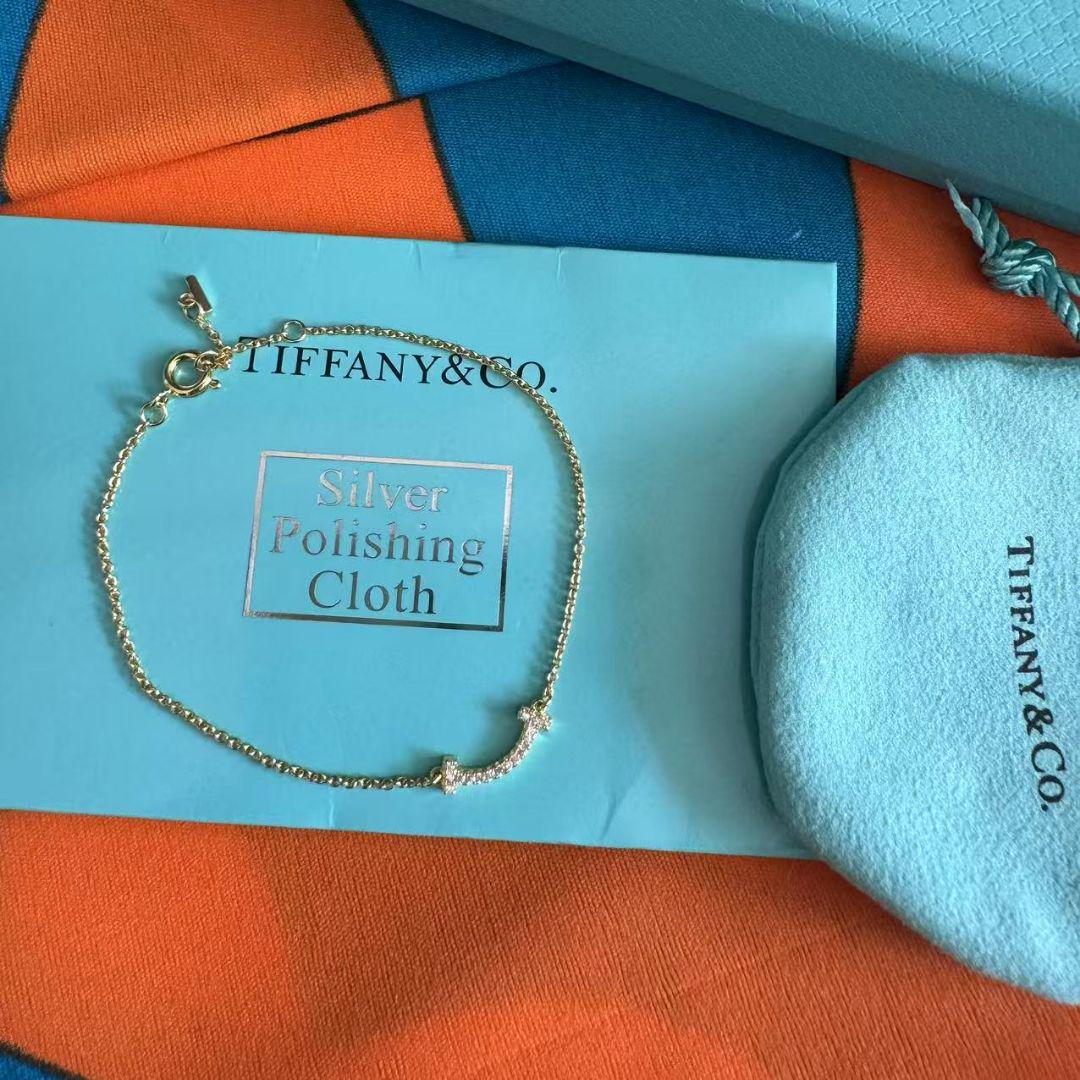 TIFFANY&CO.
Silver
Polishing
Cloth
TIFFANY&CO.